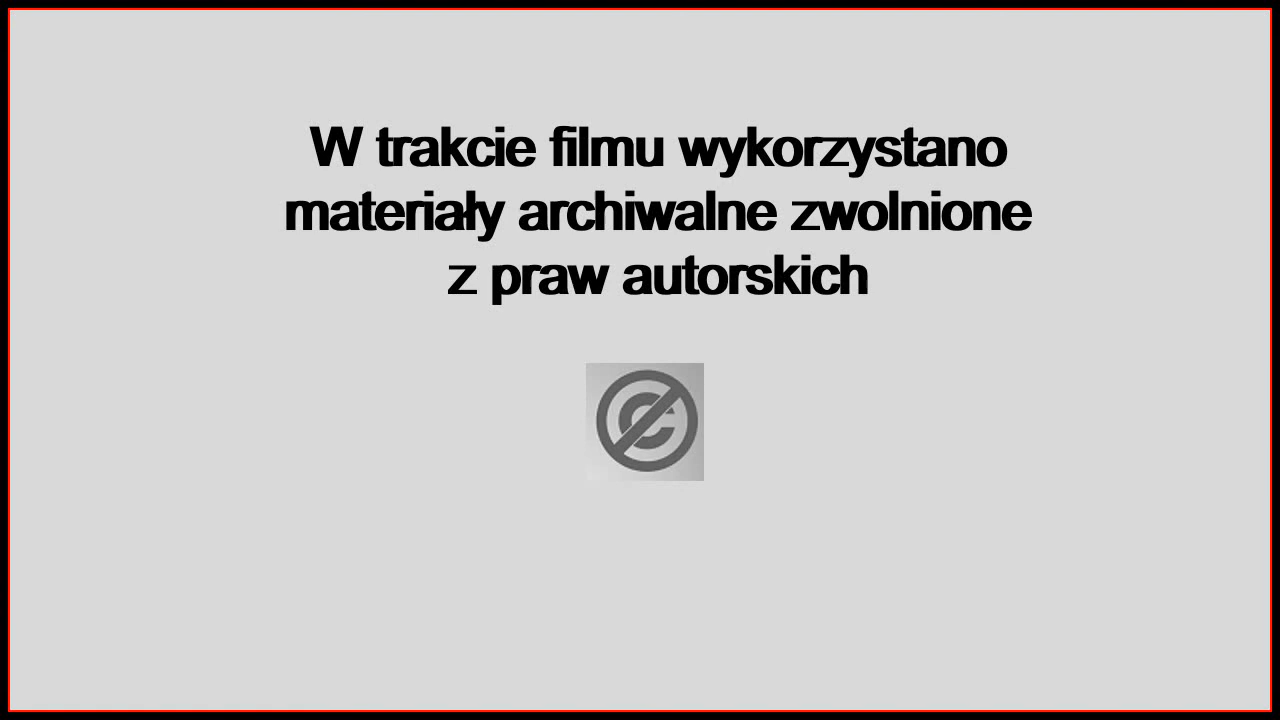 W trakcie filmu wykorzystano
materiały archiwalne zwolnione
z praw autorskich